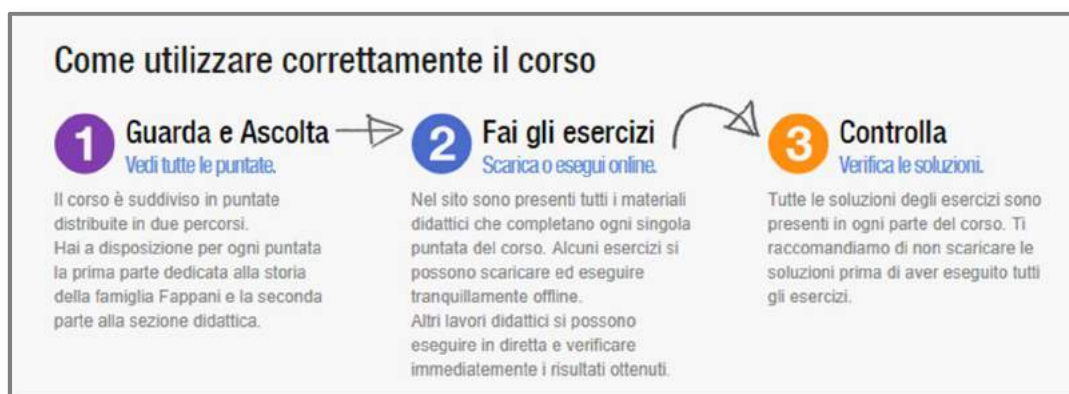 Come utilizzare correttamente il corso
1 Guarda e Ascolta
Vedi tutte le puntate.
Il corso è suddiviso in puntate
distribuite in due percorsi.
Hai a disposizione per ogni puntata
la prima parte dedicata alla storia
della famiglia Fappani e la seconda
parte alla sezione didattica.
2 Fai gli esercizi
Scarica o esegui online.
Nel sito sono presenti tutti i materiali
didattici che completano ogni singola
puntata del corso. Alcuni esercizi si
possono scaricare ed eseguire
tranquillamente offline.
Altri lavori didattici si possono
eseguire in diretta e verificare
immediatamente i risultati ottenuti.
3 Controlla
Verifica le soluzioni.
Tutte le soluzioni degli esercizi sono
presenti in ogni parte del corso. Ti
raccomandiamo di non scaricare le
soluzioni prima di aver eseguito tutti
gli esercizi.